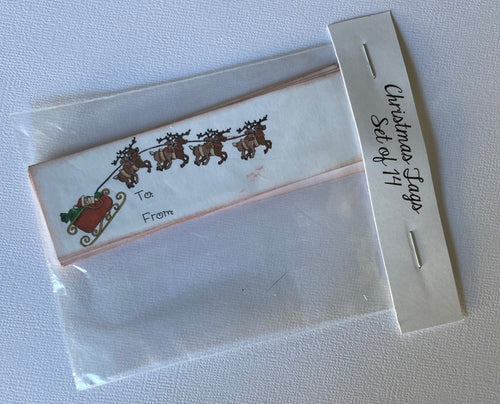 To:
From:
Christmas Tags
Set of 14